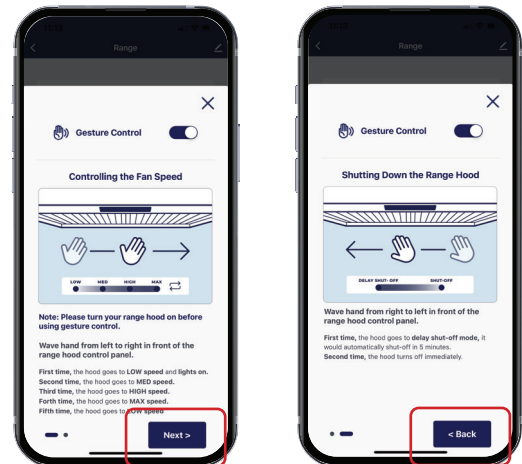 11:12
Range
Gesture Control
Controlling the Fan Speed
LOW MED HIGH MAX
Note: Please turn your range hood on before
using gesture control.
Wave hand from left to right in front of the
range hood control panel.
First time, the hood goes to LOW speed and lights on.
Second time, the hood goes to MED speed.
Third time, the hood goes to HIGH speed.
Forth time, the hood goes to MAX speed.
Fifth time, the hood goes to LOW speed
Next >
11:12
Range
Gesture Control
Shutting Down the Range Hood
DELAY SHUT-OFF SHUT-OFF
Wave hand from right to left in front of the
range hood control panel.
First time, the hood goes to delay shut-off mode, it
would automatically shut-off in 5 minutes.
Second time, the hood turns off immediately.
< Back